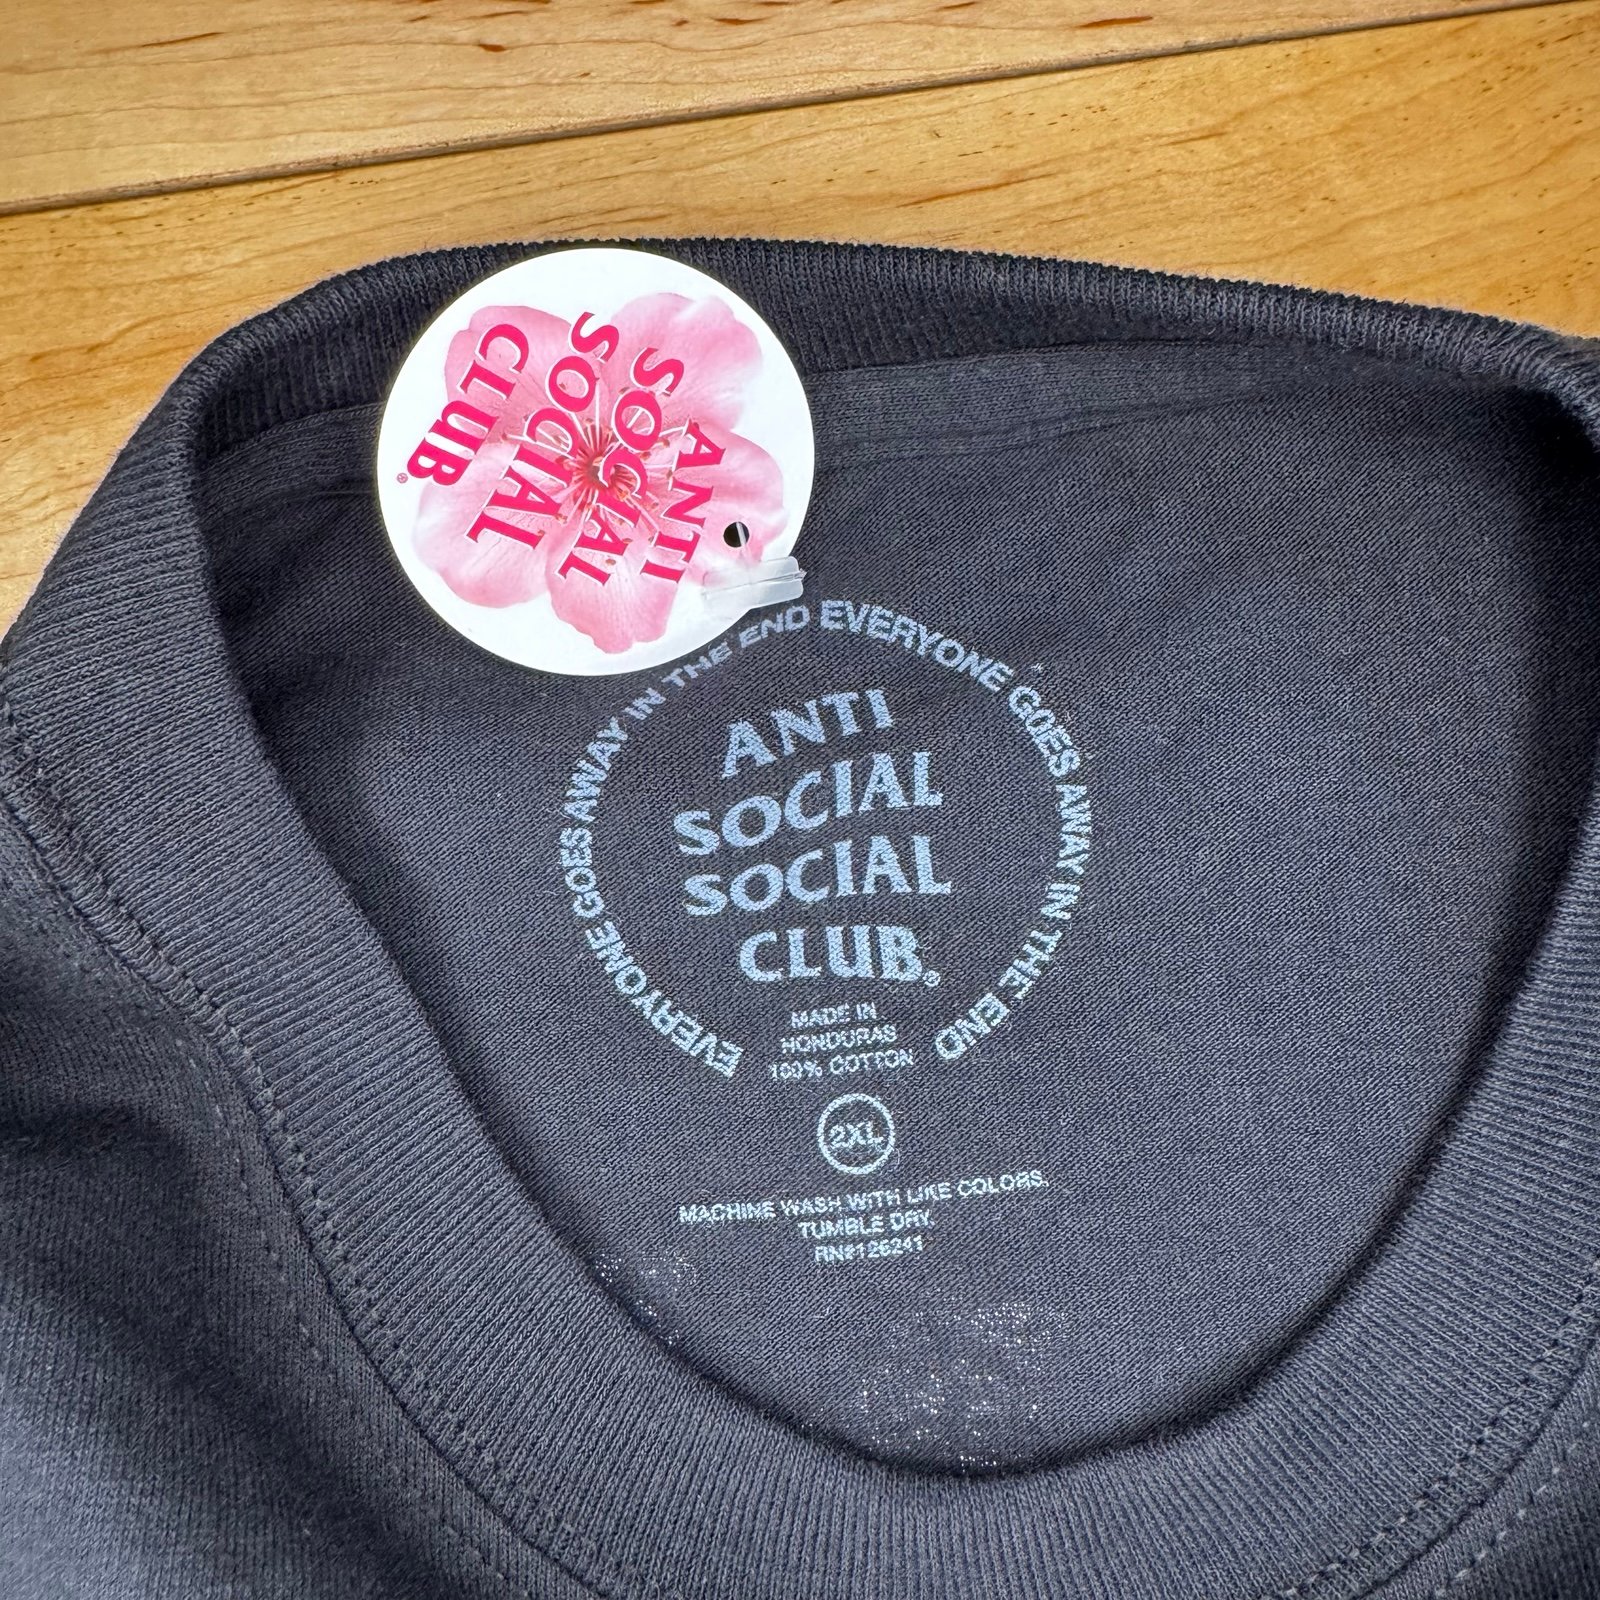 ANTI
SOCIAL
SOCIAL
CLUB®
EVERYONE GOES AWAY IN THE END EVERYONE GOES AWAY IN THE END
ANTI
SOCIAL
SOCIAL
CLUB®
MADE IN
HONDURAS
100% COTTON
2XL
MACHINE WASH WITH LIKE COLORS.
TUMBLE DRY.
RN#126241